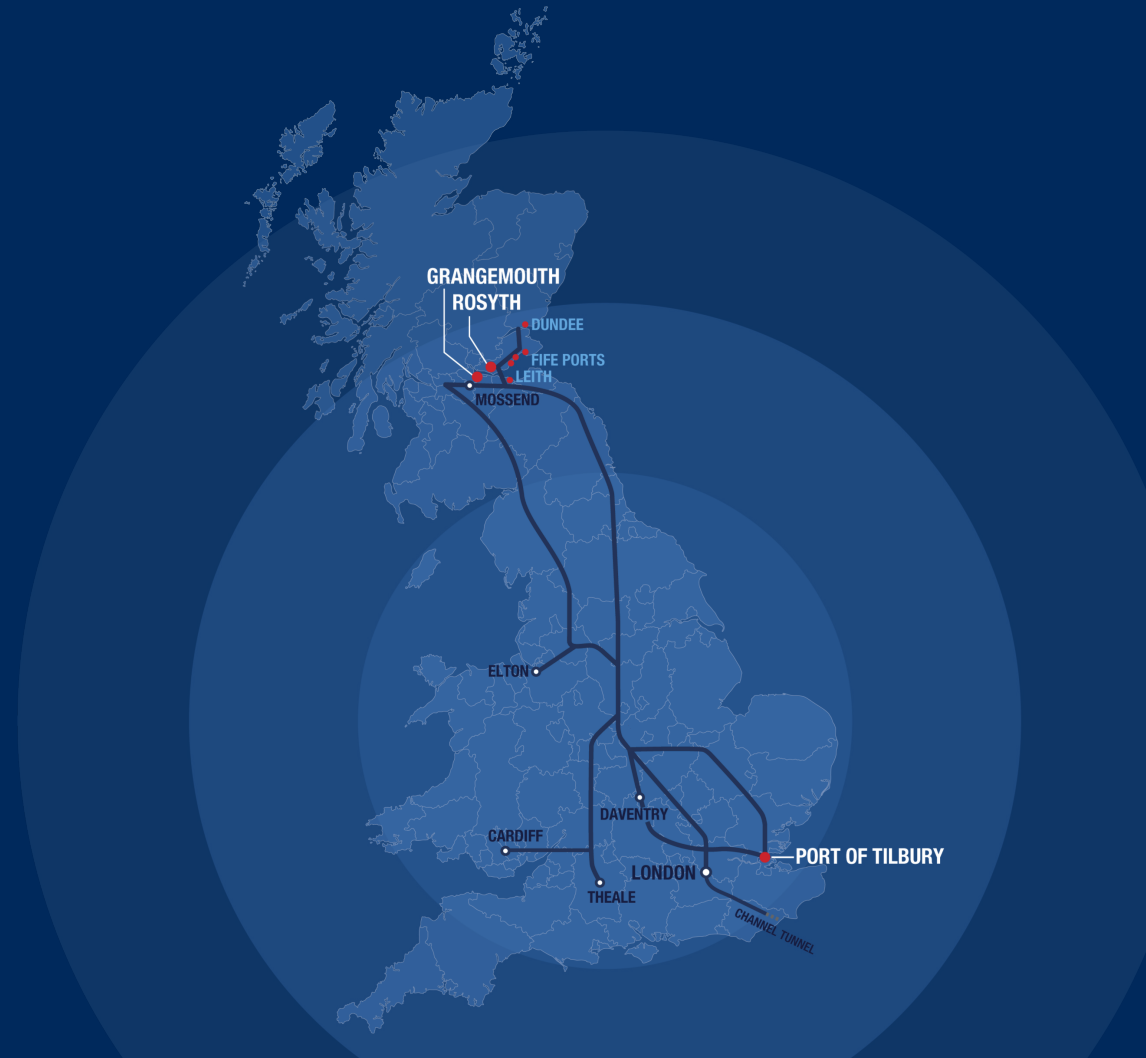 GRANGEMOUTH
ROSYTH
DUNDEE
FIFE PORTS
LEITH
MOSSEND
ELTON
DAVENTRY
CARDIFF
PORT OF TILBURY
LONDON
THEALE
CHANNEL TUNNEL